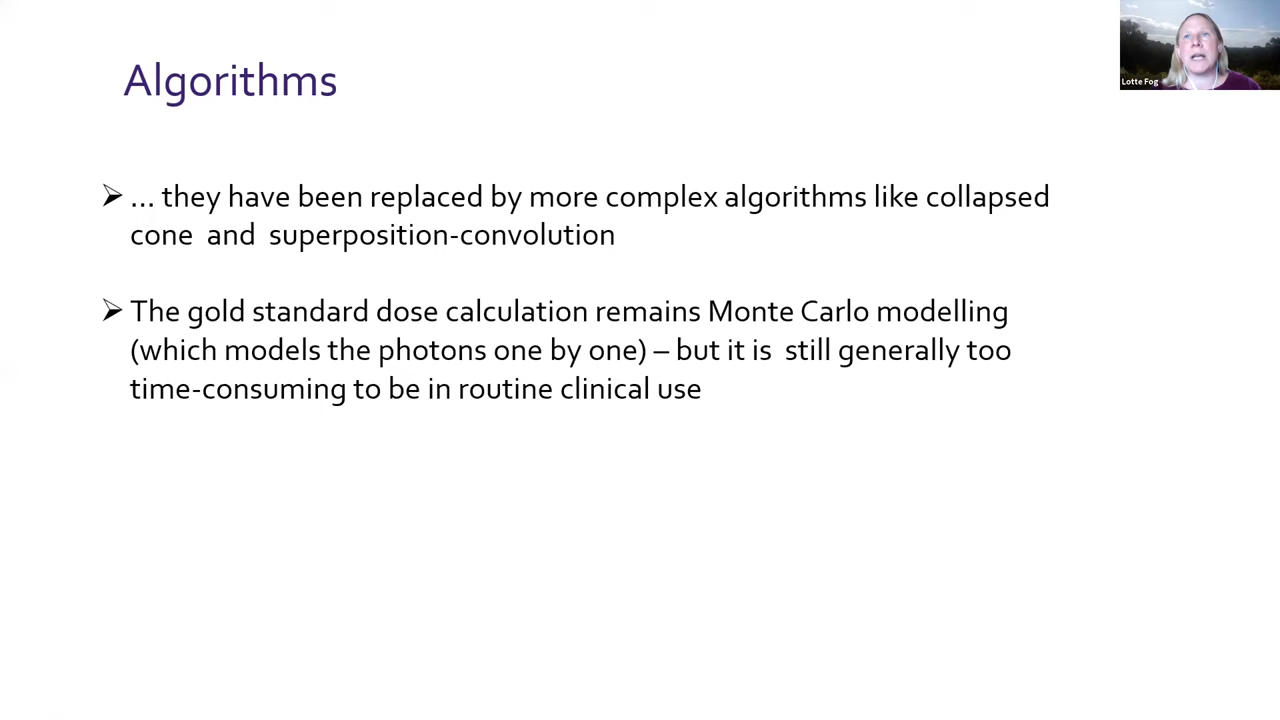 Algorithms
Lotte Fog
➢ ... they have been replaced by more complex algorithms like collapsed
cone and superposition-convolution
➢ The gold standard dose calculation remains Monte Carlo modelling
(which models the photons one by one) – but it is still generally too
time-consuming to be in routine clinical use